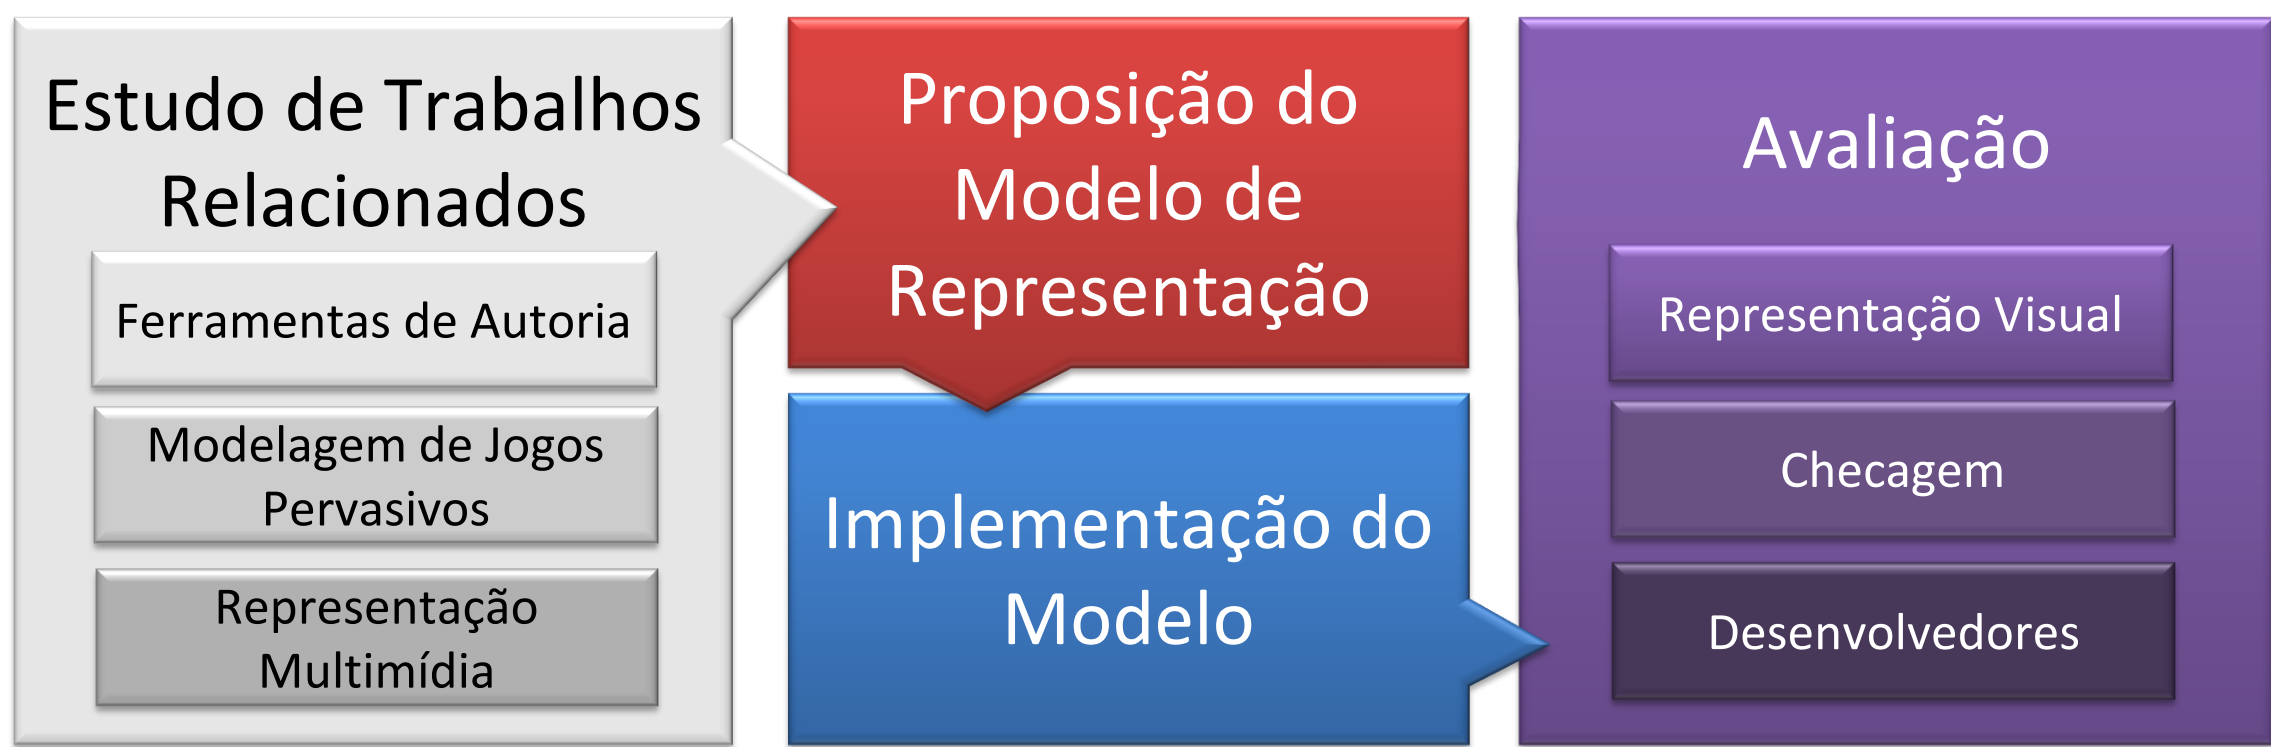 Estudo de Trabalhos
Relacionados
Ferramentas de Autoria
Modelagem de Jogos
Pervasivos
Representação
Multimídia
Proposição do
Modelo de
Representação
Implementação do
Modelo
Avaliação
Representação Visual
Checagem
Desenvolvedores